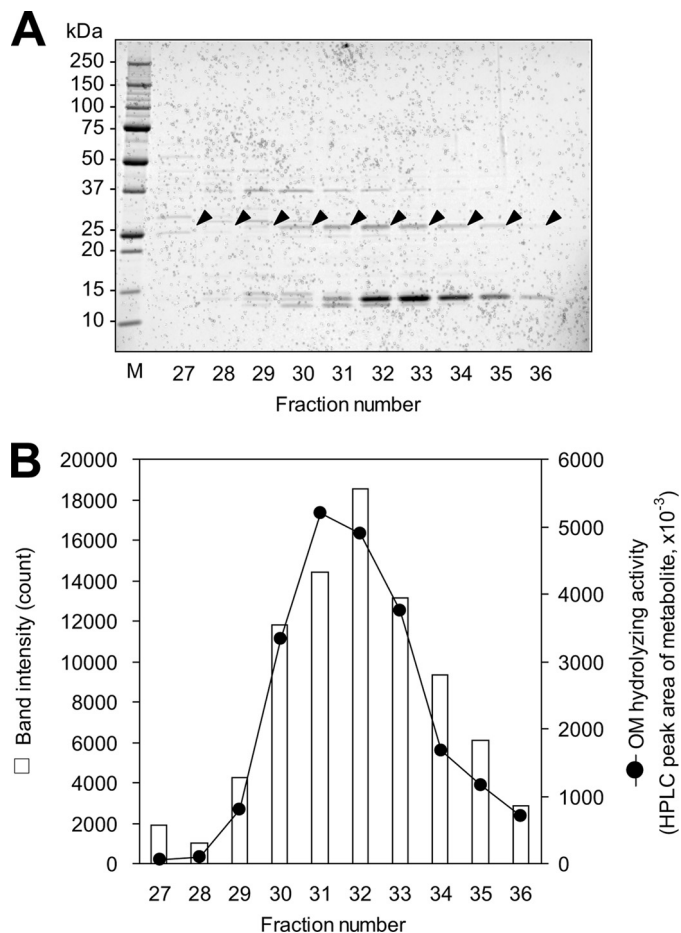 A
kDa
250
150
100
75
50
37
25
20
15
10
M 27 28 29 30 31 32 33 34 35 36
Fraction number
B
20000
18000
16000
14000
12000
10000
8000
6000
4000
2000
0
Band intensity (count)
6000
5000
4000
3000
2000
1000
0
OM hydrolyzing activity
(HPLC peak area of metabolite, x10⁻³)
27 28 29 30 31 32 33 34 35 36
Fraction number